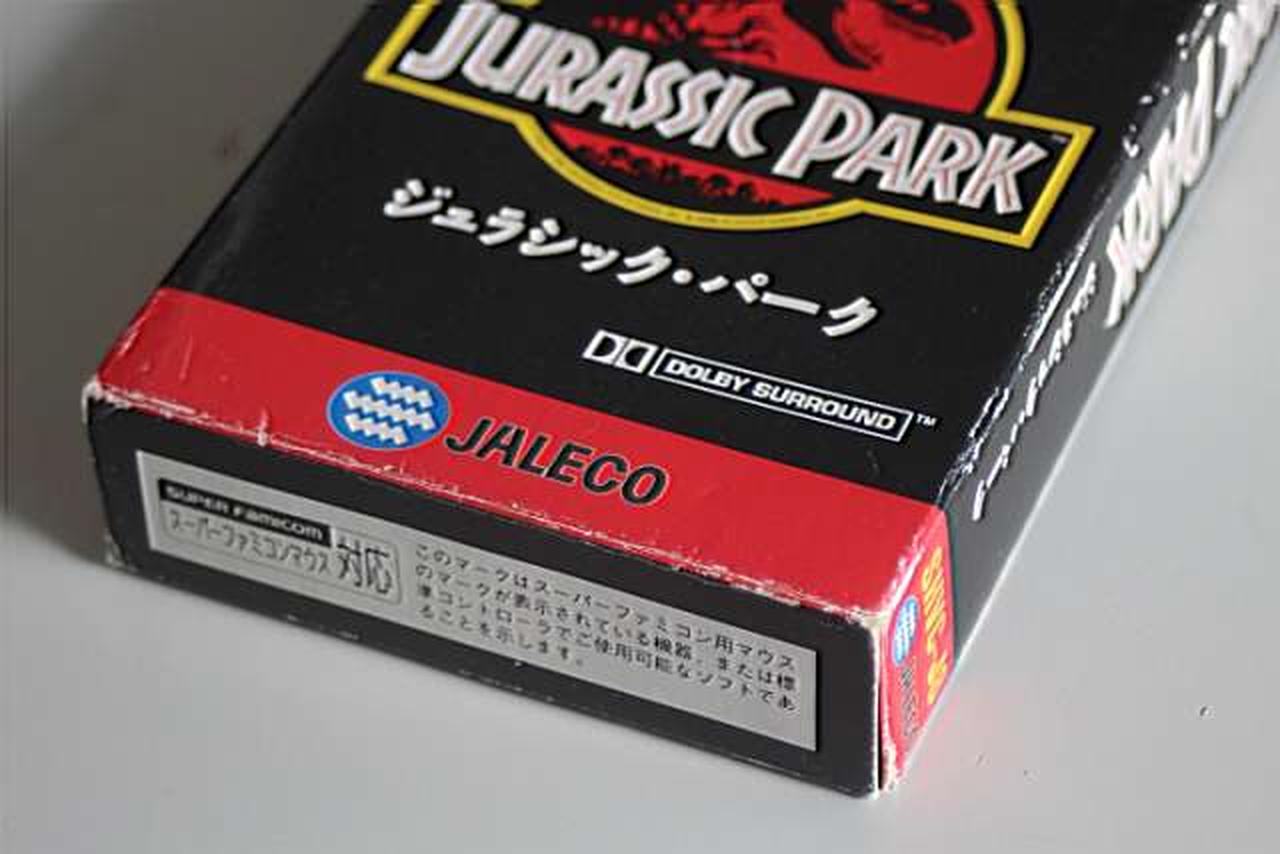 JURASSIC PARK™
ジュラシック・パーク
DOLBY SURROUND™
JALECO
SUPER Famicom
スーパーファミコンマウス 対応
このマークはスーパーファミコン用マウス
のマークが表示されている機器、または標
準コントローラでご使用可能なソフトであ
ることを示します。
PARK
JALECO